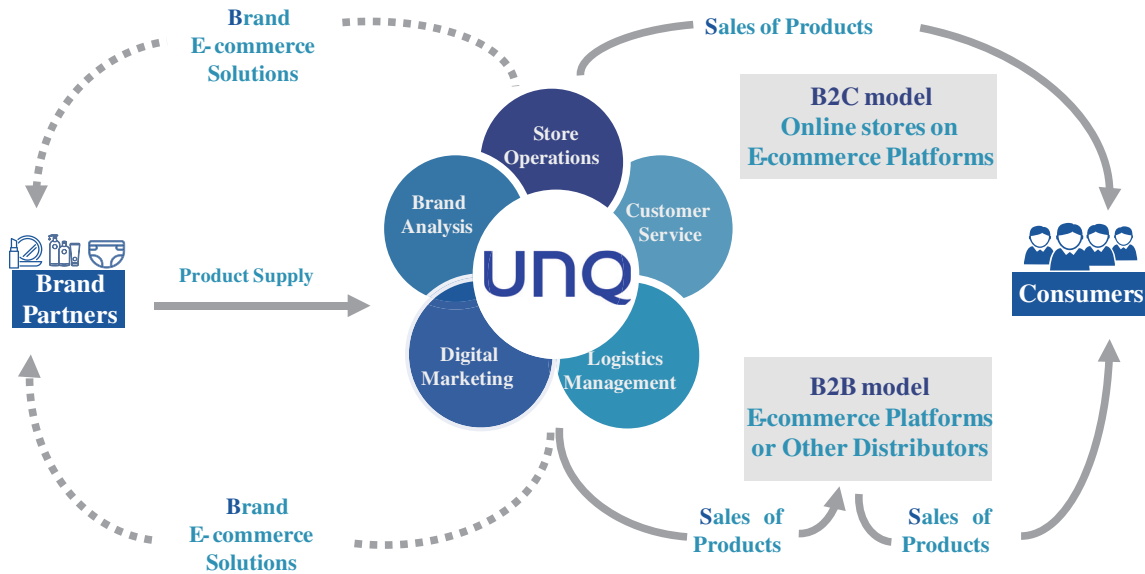 Brand
E-commerce
Solutions
Sales of Products
B2C model
Online stores on
E-commerce Platforms
Store
Operations
Brand
Analysis
Customer
Service
UNQ
Brand
Partners
Product Supply
Consumers
Digital
Marketing
Logistics
Management
B2B model
E-commerce Platforms
or Other Distributors
Brand
E-commerce
Solutions
Sales of
Products
Sales of
Products